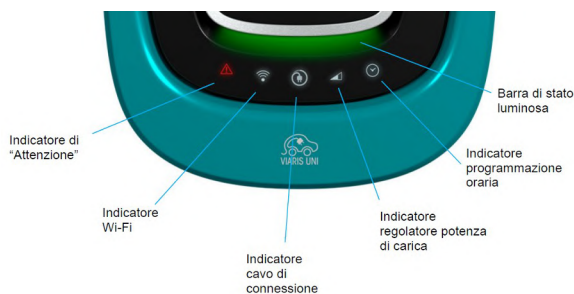 Barra di stato
luminosa
Indicatore di
“Attenzione”
VIARIS UNI
Indicatore
programmazione
oraria
Indicatore
Wi-Fi
Indicatore
regolatore potenza
di carica
Indicatore
cavo di
connessione